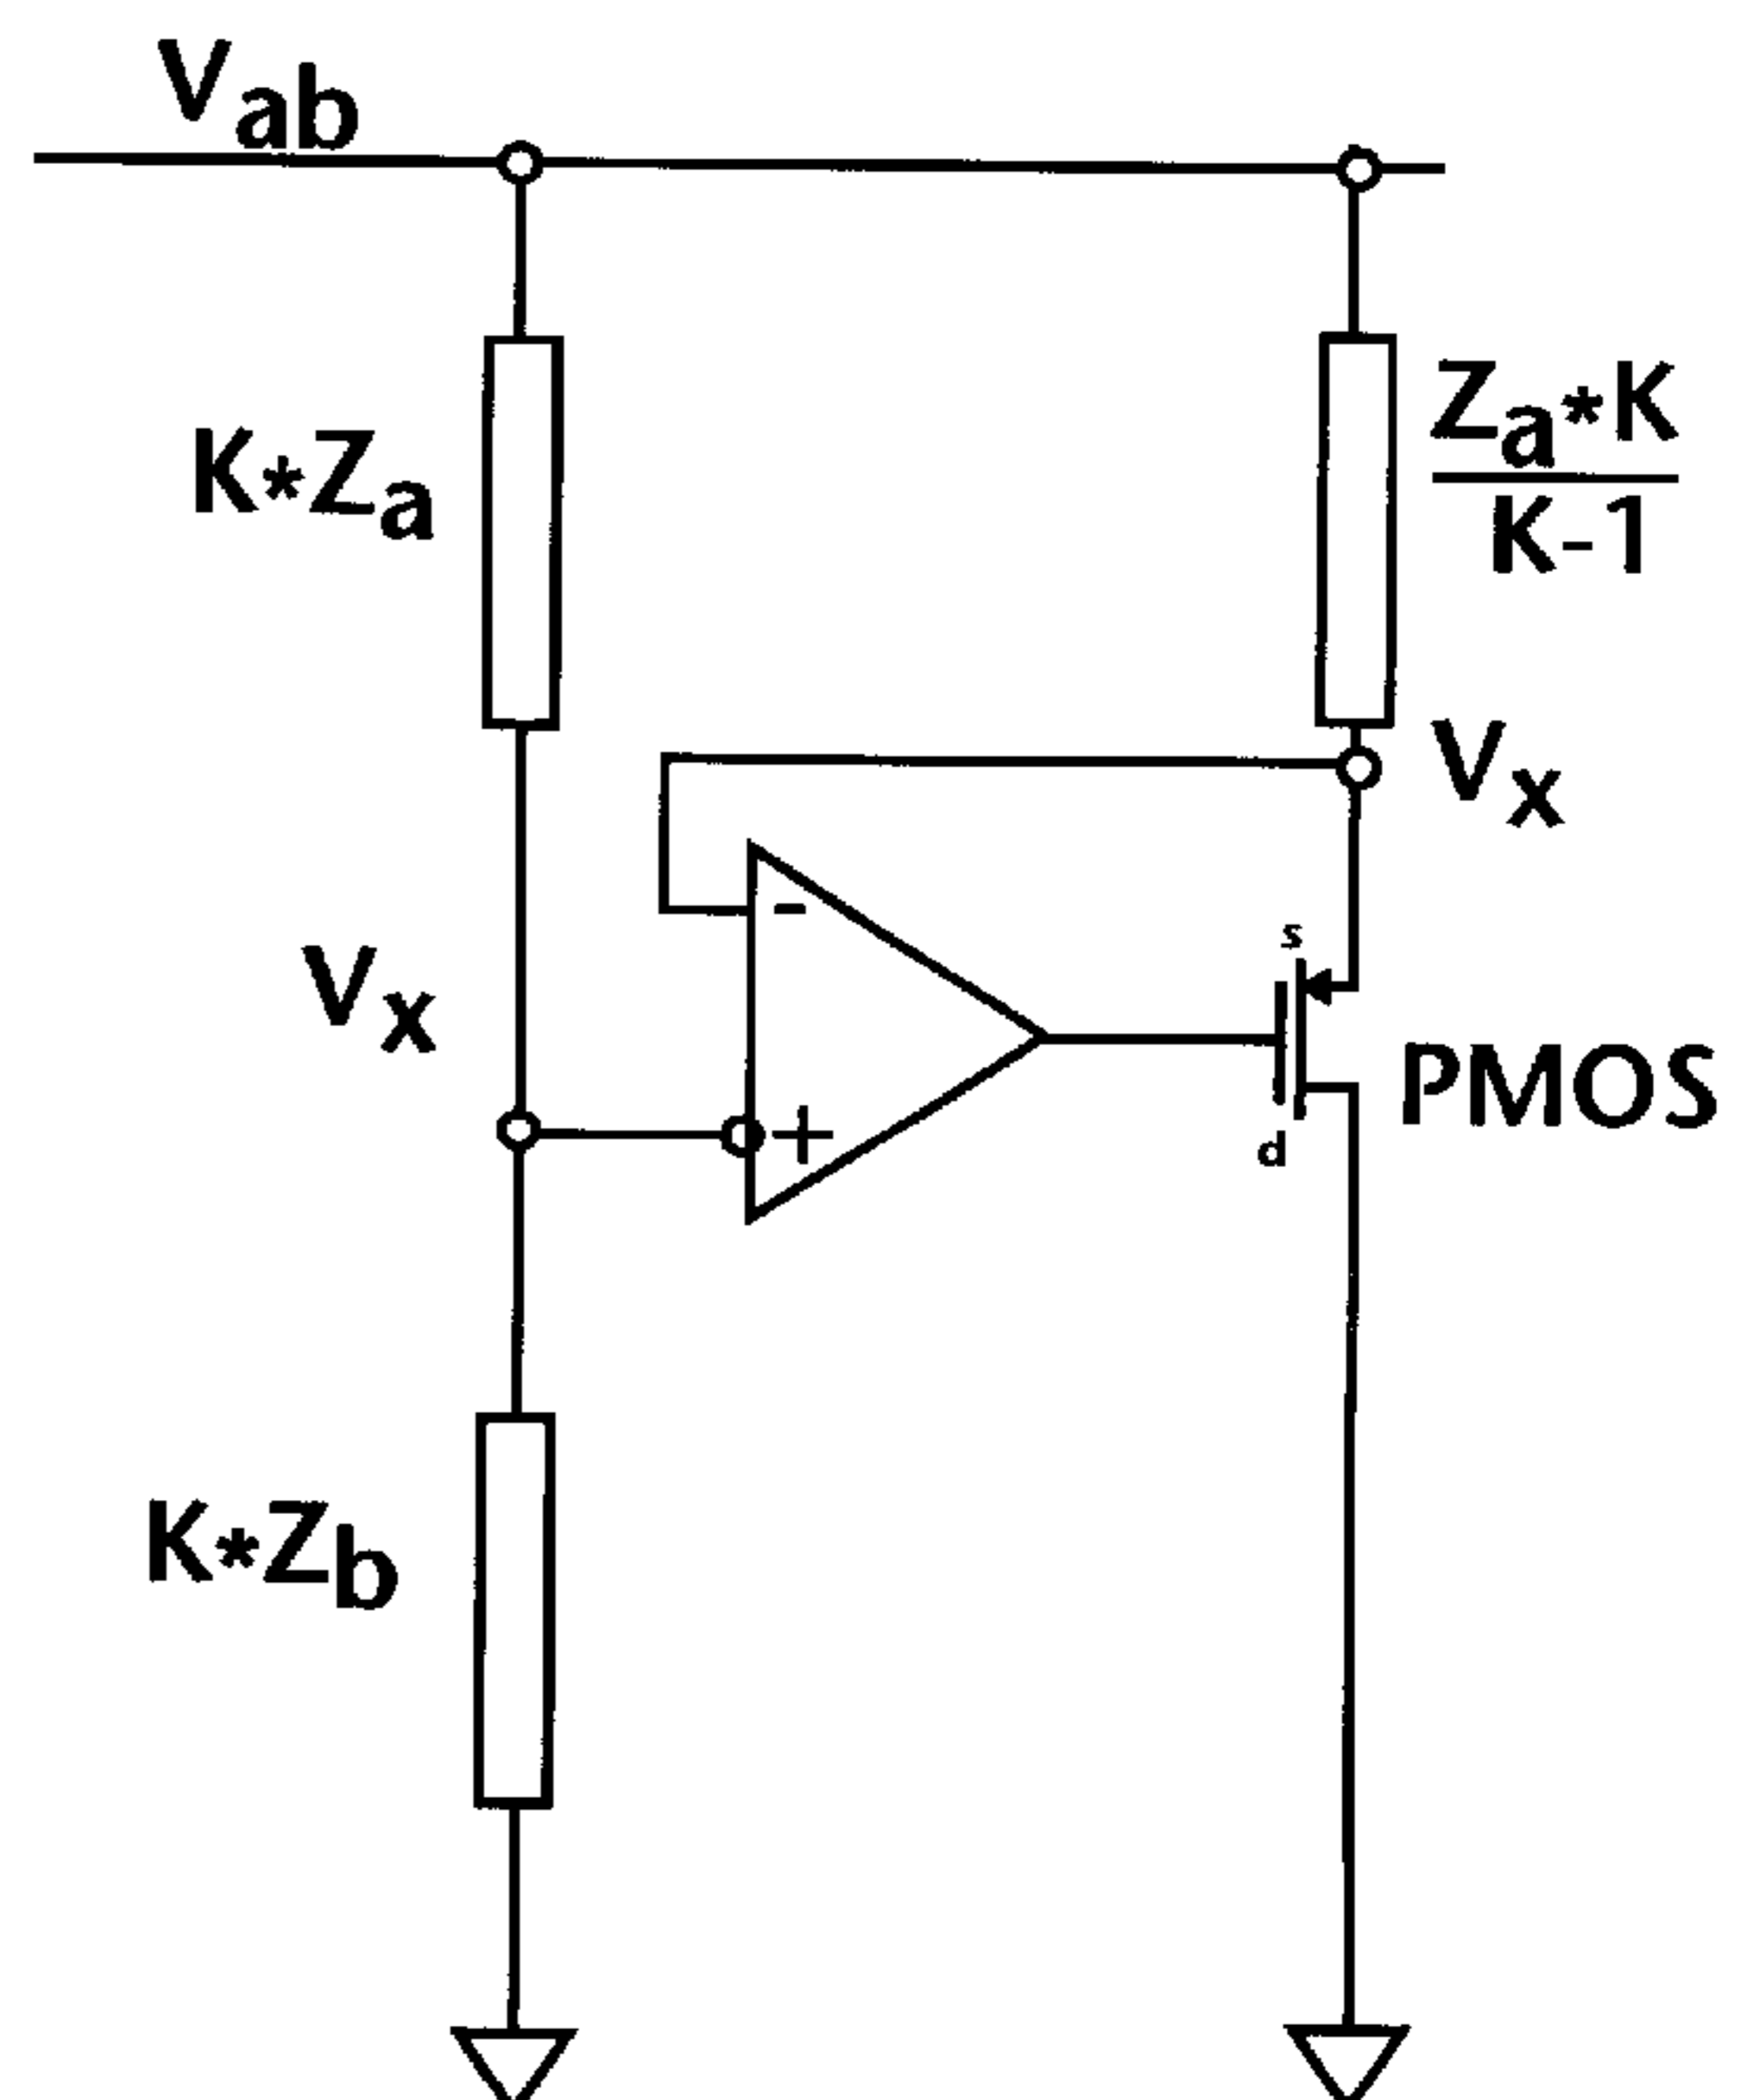 Vab
K*Za
Za*K
K-1
Vx
-
s
Vx
+
PMOS
d
K*Zb